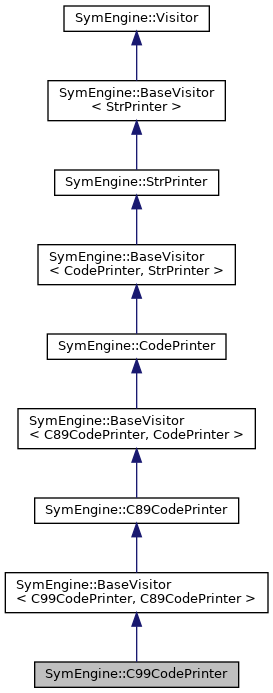 SymEngine::Visitor
SymEngine::BaseVisitor
< StrPrinter >
SymEngine::StrPrinter
SymEngine::BaseVisitor
< CodePrinter, StrPrinter >
SymEngine::CodePrinter
SymEngine::BaseVisitor
< C89CodePrinter, CodePrinter >
SymEngine::C89CodePrinter
SymEngine::BaseVisitor
< C99CodePrinter, C89CodePrinter >
SymEngine::C99CodePrinter